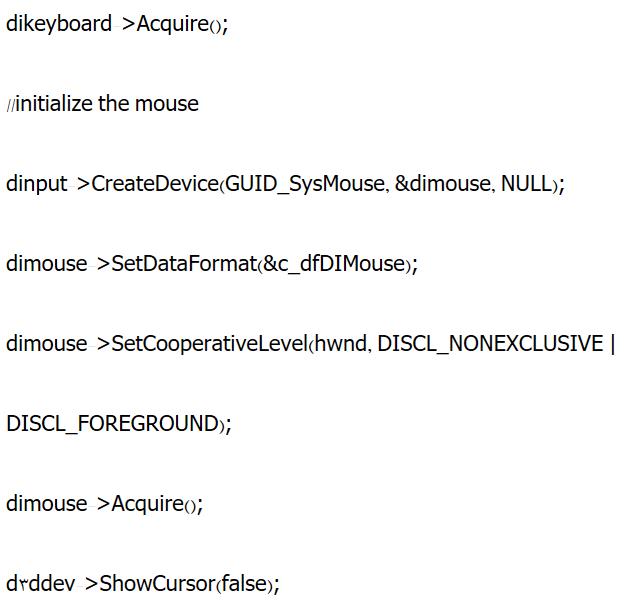 dikeyboard->Acquire();
//initialize the mouse
dinput->CreateDevice(GUID_SysMouse, &dimouse, NULL);
dimouse->SetDataFormat(&c_dfDIMouse);
dimouse->SetCooperativeLevel(hwnd, DISCL_NONEXCLUSIVE |
DISCL_FOREGROUND);
dimouse->Acquire();
d۳ddev->ShowCursor(false);